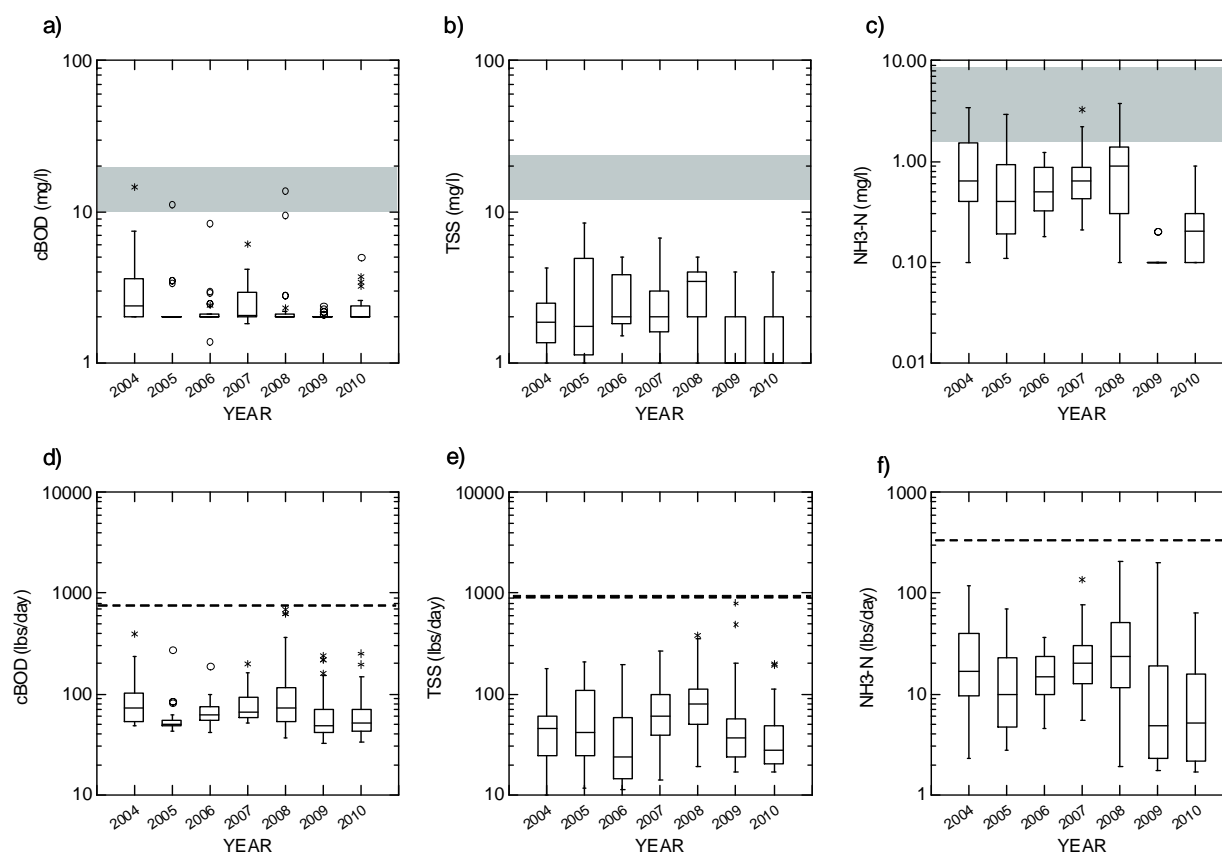 a) b) c)
100 100 10.00
10 10 1.00
0.10
1 1 0.01
cBOD (mg/l) TSS (mg/l) NH3-N (mg/l)
2004 2005 2006 2007 2008 2009 2010 2004 2005 2006 2007 2008 2009 2010 2004 2005 2006 2007 2008 2009 2010
YEAR YEAR YEAR
d) e) f)
10000 10000 1000
1000 1000 100
100 100 10
10 10 1
cBOD (lbs/day) TSS (lbs/day) NH3-N (lbs/day)
2004 2005 2006 2007 2008 2009 2010 2004 2005 2006 2007 2008 2009 2010 2004 2005 2006 2007 2008 2009 2010
YEAR YEAR YEAR